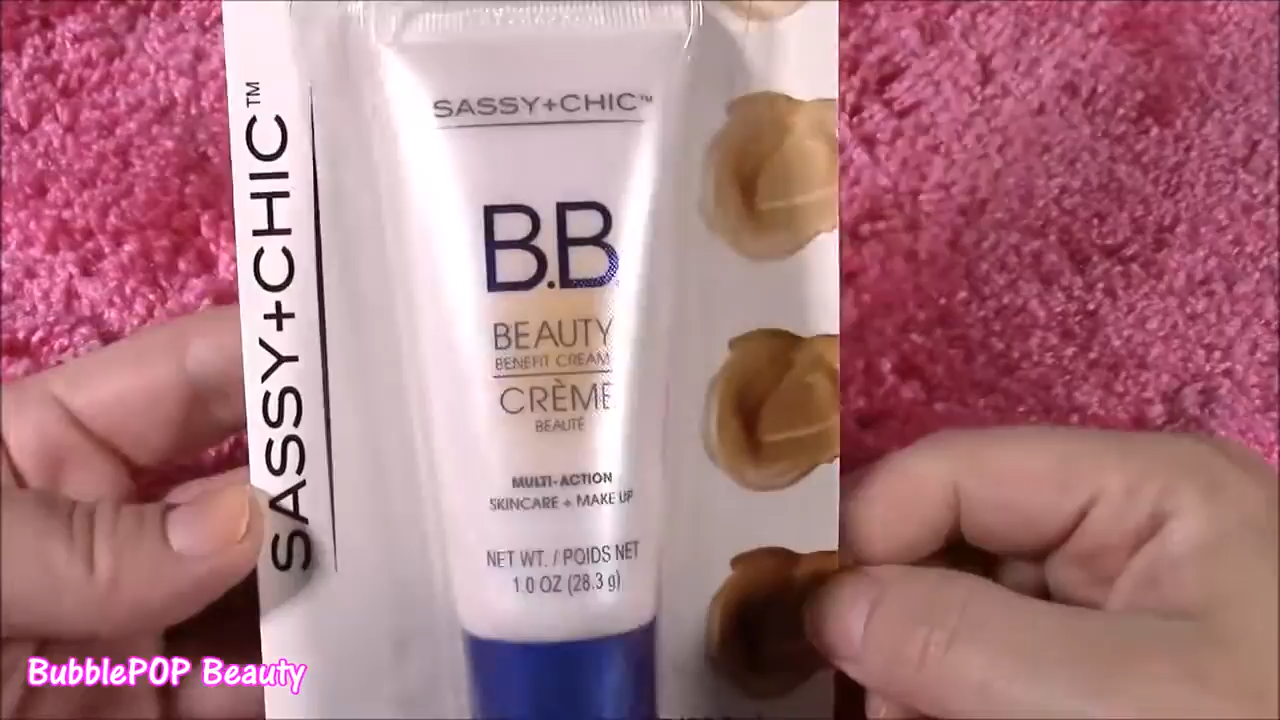 SASSY+CHIC™
SASSY+CHIC™
B.B
BEAUTY
BENEFIT CREAM
CRÈME
BEAUTÉ
MULTI-ACTION
SKINCARE + MAKE UP
NET WT. / POIDS NET
1.0 OZ (28.3 g)
BubblePOP Beauty